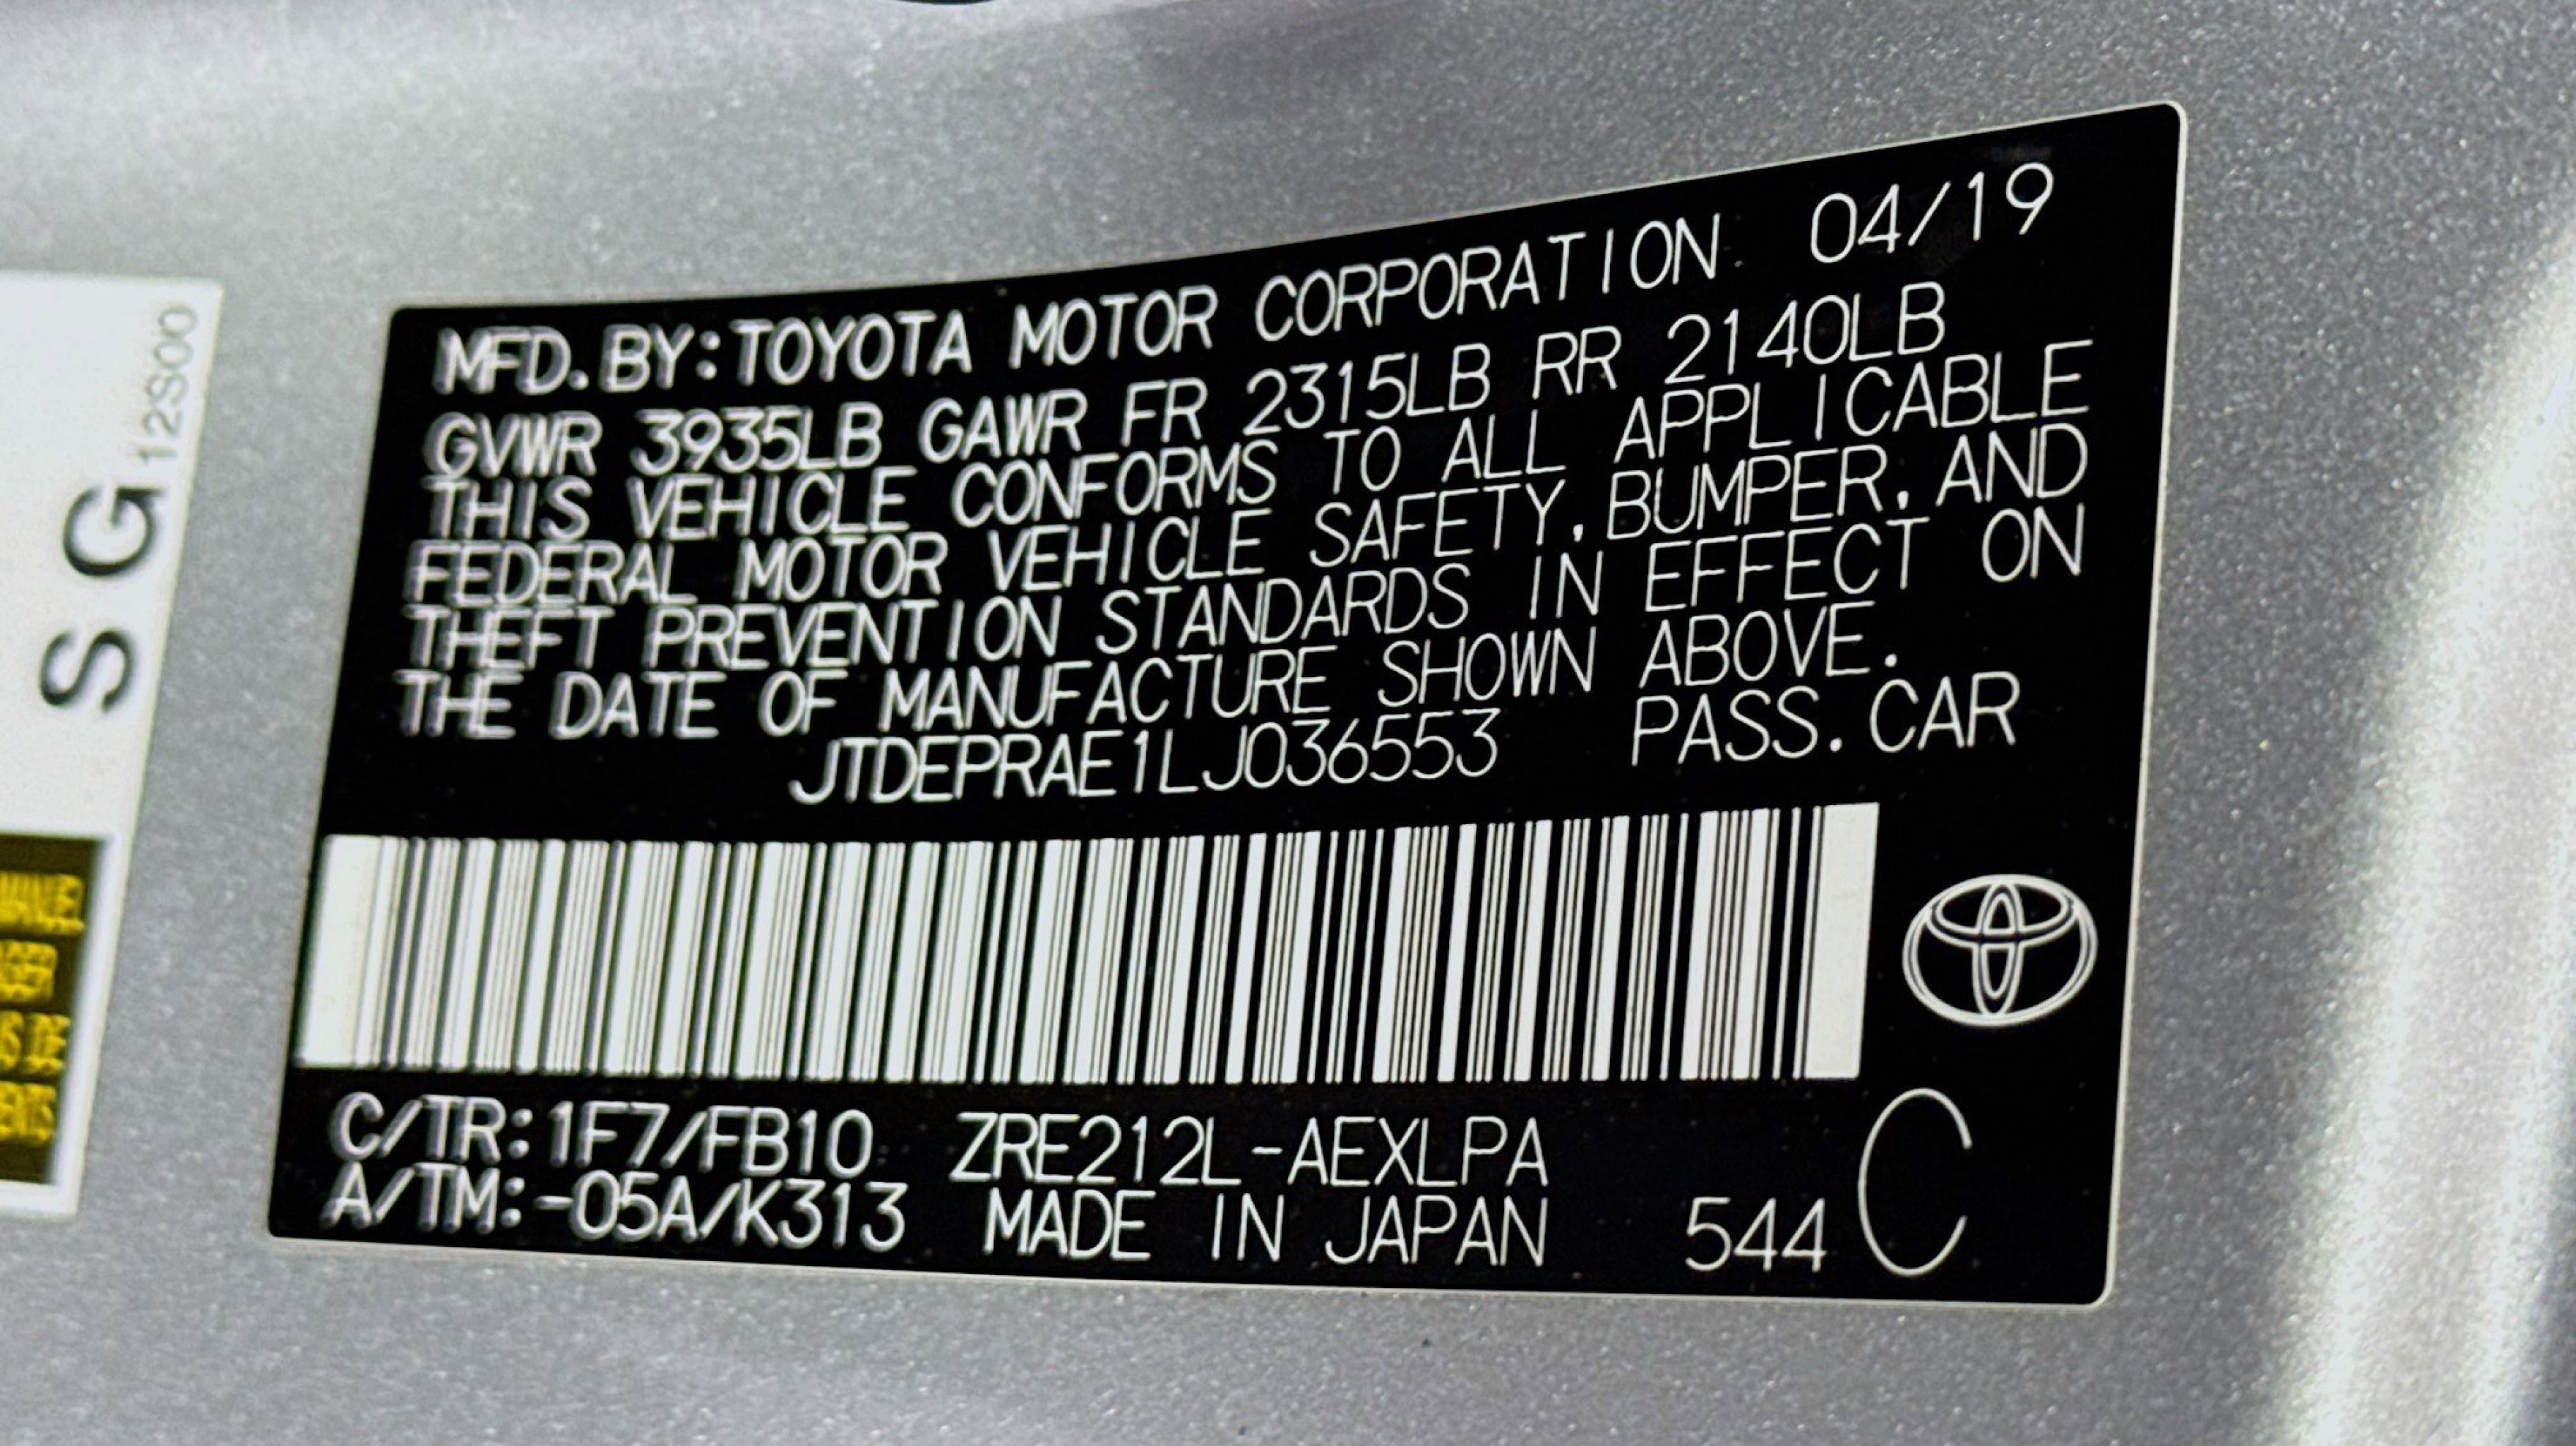 MFD. BY: TOYOTA MOTOR CORPORATION 04/19
GVWR 3935LB GAWR FR 2315LB RR 2140LB
THIS VEHICLE CONFORMS TO ALL APPLICABLE
FEDERAL MOTOR VEHICLE SAFETY, BUMPER, AND
THEFT PREVENTION STANDARDS IN EFFECT ON
THE DATE OF MANUFACTURE SHOWN ABOVE.
JTDEPRAE1LJ036553 PASS. CAR
C/TR: 1F7/FB10 ZRE212L-AEXLPA
A/TM: -05A/K313 MADE IN JAPAN 544 C
S G 12S00
S DE